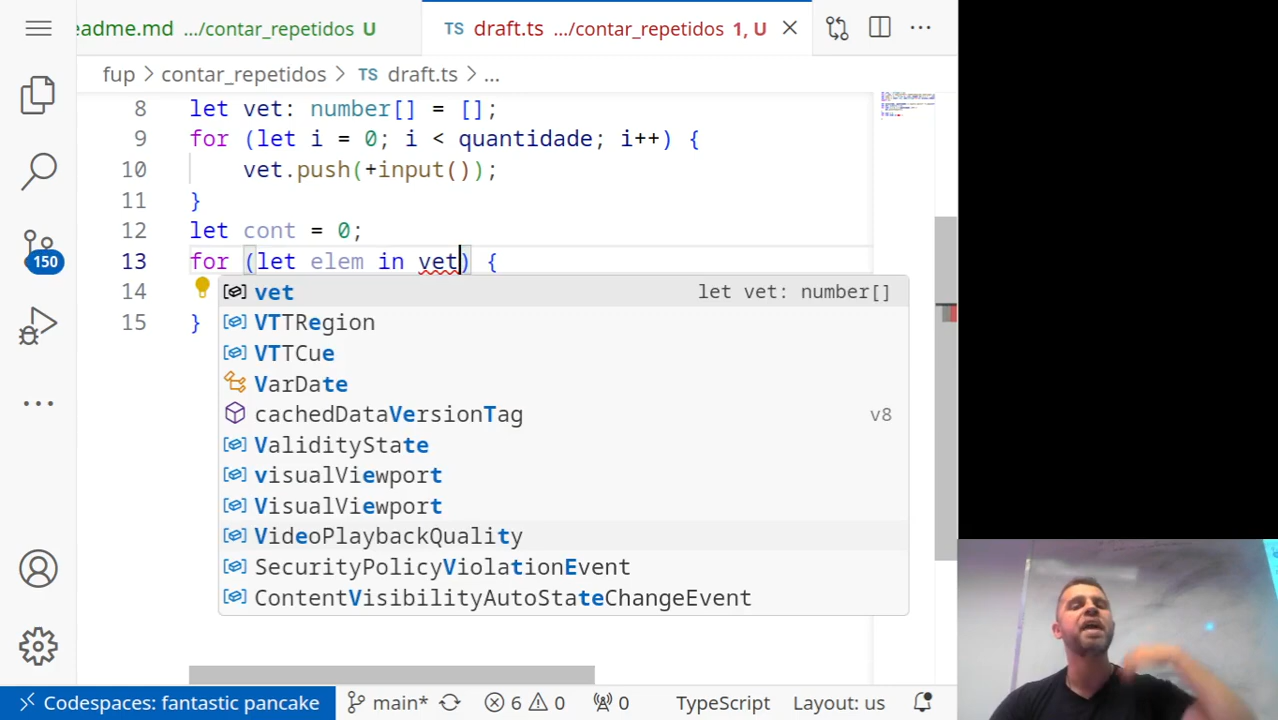 eadme.md .../contar_repetidos U
TS draft.ts .../contar_repetidos 1, U
fup > contar_repetidos > TS draft.ts > ...
8 let vet: number[] = [];
9 for (let i = 0; i < quantidade; i++) {
10 vet.push(+input());
11 }
12 let cont = 0;
13 for (let elem in vet) {
14
15 }
vet let vet: number[]
VTTRegion
VTTCue
VarDate
cachedDataVersionTag v8
ValidityState
visualViewport
VisualViewport
VideoPlaybackQuality
SecurityPolicyViolationEvent
ContentVisibilityAutoStateChangeEvent
150
Codespaces: fantastic pancake main* 6 0 0 TypeScript Layout: us